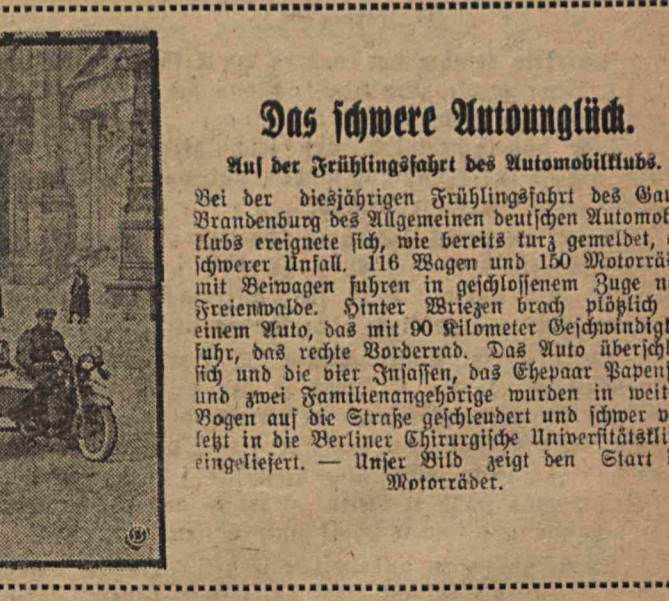 Das schwere Autounglück.
Auf der Frühlingsfahrt des Automobilklubs.
Bei der diesjährigen Frühlingsfahrt des Gau
Brandenburg des Allgemeinen deutschen Automob
klubs ereignete sich, wie bereits kurz gemeldet,
schwerer Unfall. 116 Wagen und 150 Motorräd
mit Beiwagen fuhren in geschlossenem Zuge n
Freienwalde. Hinter Wriezen brach plötzlich
einem Auto, das mit 90 Kilometer Geschwindigk
fuhr, das rechte Vorderrad. Das Auto überschl
sich und die vier Insassen, das Ehepaar Papenf
und zwei Familienangehörige wurden in weit
Bogen auf die Straße geschleudert und schwer v
letzt in die Berliner Chirurgische Universitätskli
eingeliefert. — Unser Bild zeigt den Start
Motorräder.